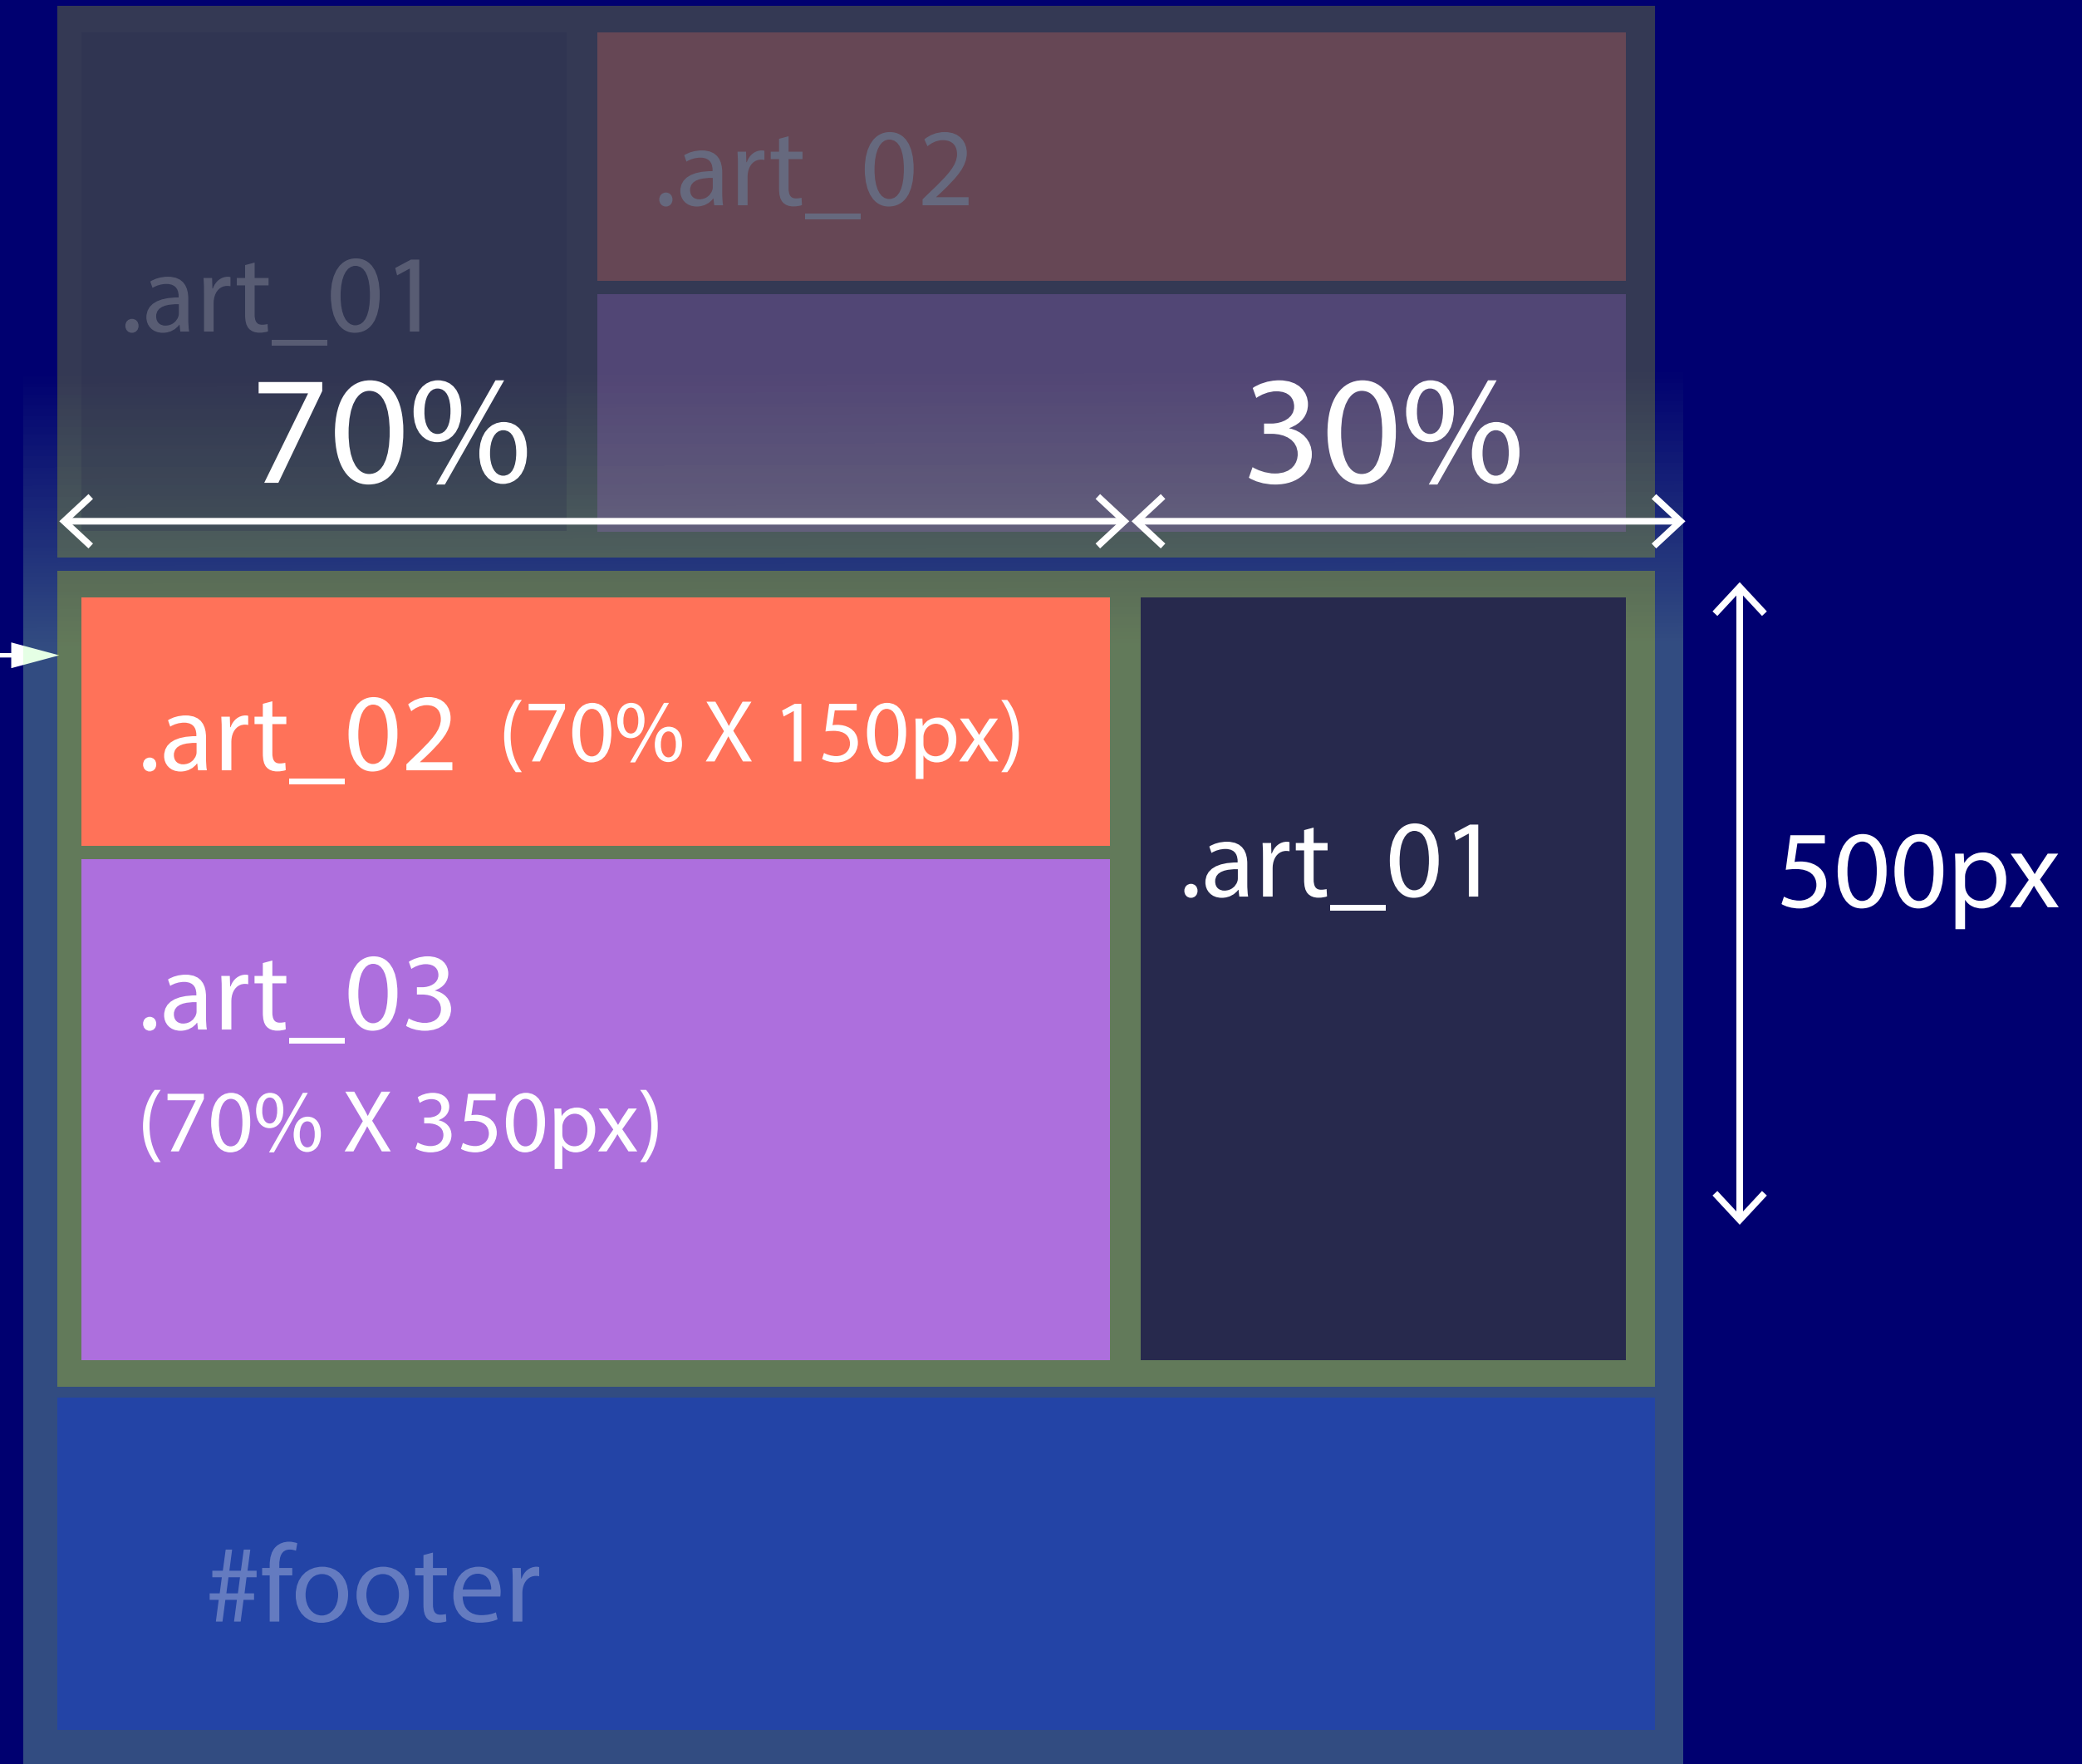 .art_02
.art_01
70%
30%
.art_02 (70% X 150px)
.art_01
500px
.art_03
(70% X 350px)
#footer